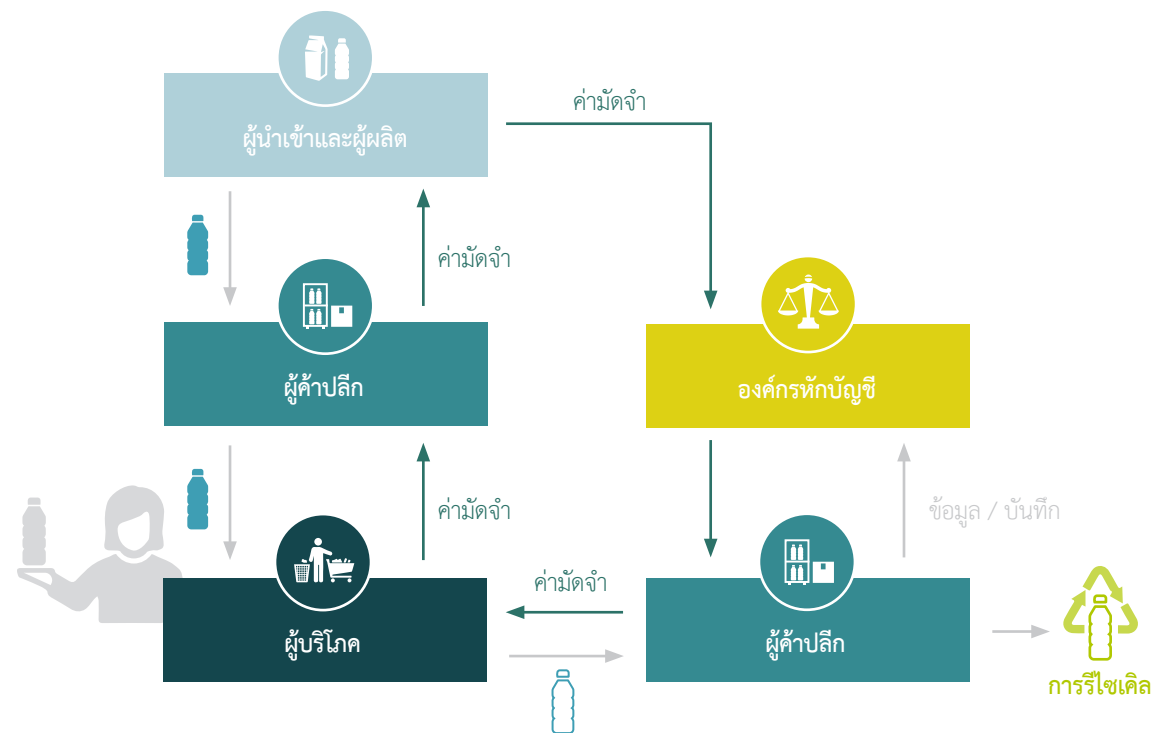 ค่ามัดจำ
ผู้นำเข้าและผู้ผลิต
ค่ามัดจำ
ผู้ค้าปลีก
องค์กรหักบัญชี
ค่ามัดจำ
ข้อมูล / บันทึก
ค่ามัดจำ
ผู้บริโภค
ผู้ค้าปลีก
การรีไซเคิล